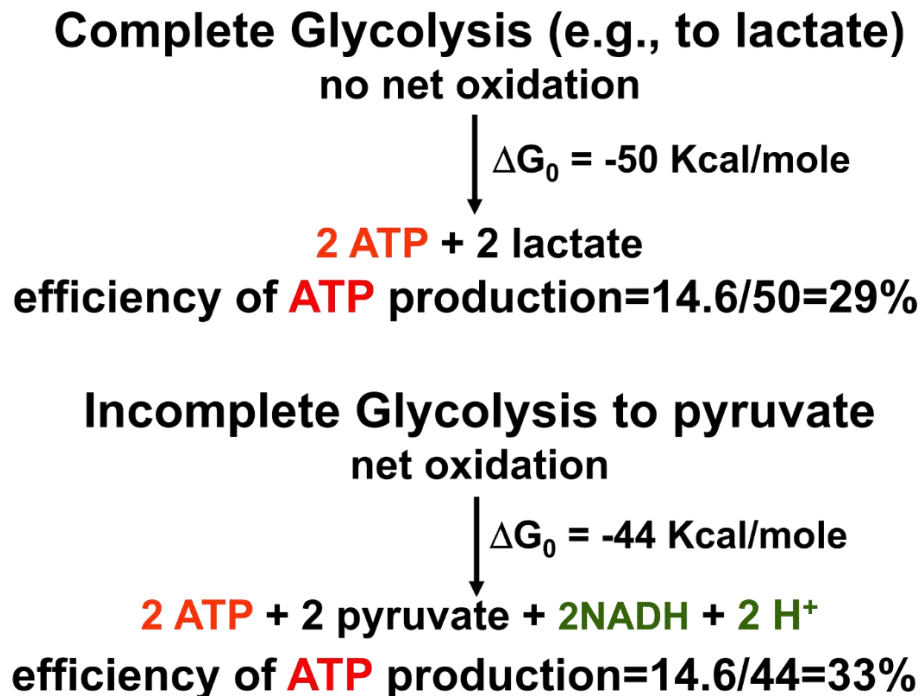 Complete Glycolysis (e.g., to lactate)
no net oxidation
ΔG₀ = -50 Kcal/mole
2 ATP + 2 lactate
efficiency of ATP production=14.6/50=29%
Incomplete Glycolysis to pyruvate
net oxidation
ΔG₀ = -44 Kcal/mole
2 ATP + 2 pyruvate + 2NADH + 2 H⁺
efficiency of ATP production=14.6/44=33%